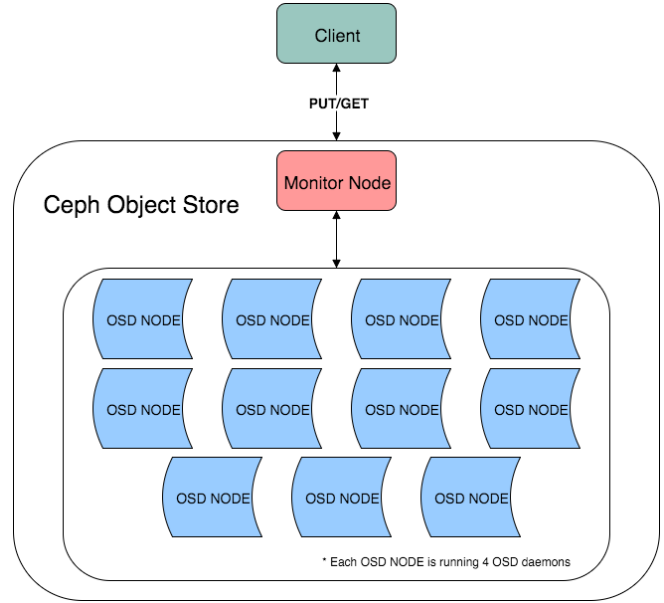 Client
PUT/GET
Monitor Node
Ceph Object Store
OSD NODE OSD NODE OSD NODE OSD NODE
OSD NODE OSD NODE OSD NODE OSD NODE
OSD NODE OSD NODE OSD NODE
* Each OSD NODE is running 4 OSD daemons